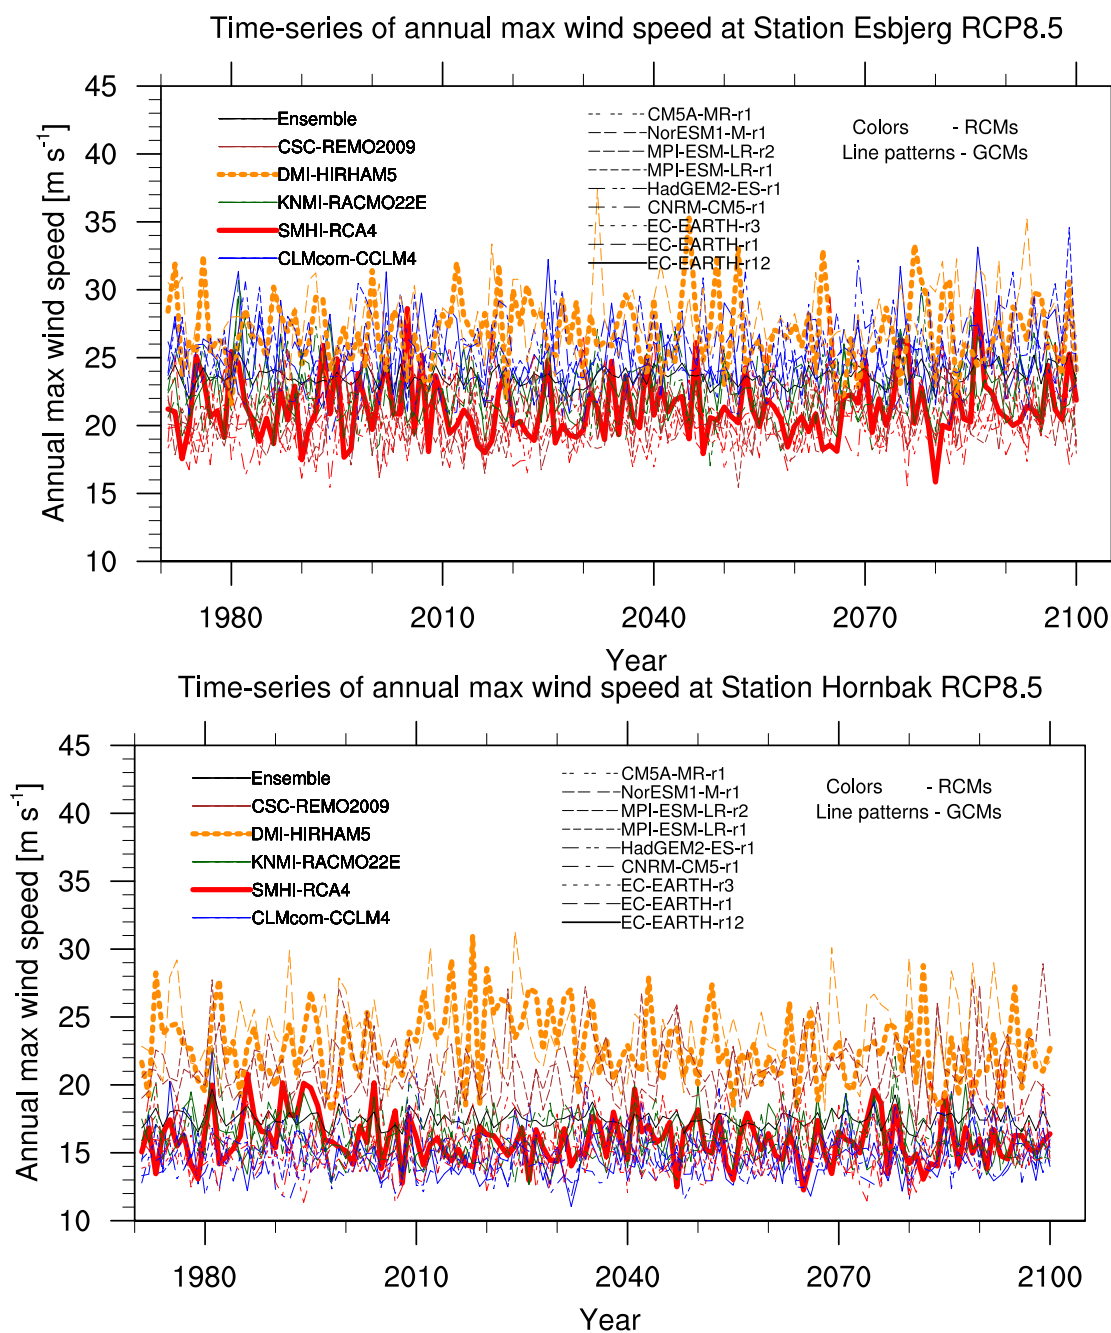 Time-series of annual max wind speed at Station Esbjerg RCP8.5
Annual max wind speed [m s⁻¹]
45
40
35
30
25
20
15
10
Ensemble
CSC-REMO2009
DMI-HIRHAM5
KNMI-RACMO22E
SMHI-RCA4
CLMcom-CCLM4
CM5A-MR-r1
NorESM1-M-r1
MPI-ESM-LR-r2
MPI-ESM-LR-r1
HadGEM2-ES-r1
CNRM-CM5-r1
EC-EARTH-r3
EC-EARTH-r1
EC-EARTH-r12
Colors - RCMs
Line patterns - GCMs
1980 2010 2040 2070 2100
Year
Time-series of annual max wind speed at Station Hornbak RCP8.5
Annual max wind speed [m s⁻¹]
45
40
35
30
25
20
15
10
Ensemble
CSC-REMO2009
DMI-HIRHAM5
KNMI-RACMO22E
SMHI-RCA4
CLMcom-CCLM4
CM5A-MR-r1
NorESM1-M-r1
MPI-ESM-LR-r2
MPI-ESM-LR-r1
HadGEM2-ES-r1
CNRM-CM5-r1
EC-EARTH-r3
EC-EARTH-r1
EC-EARTH-r12
Colors - RCMs
Line patterns - GCMs
1980 2010 2040 2070 2100
Year